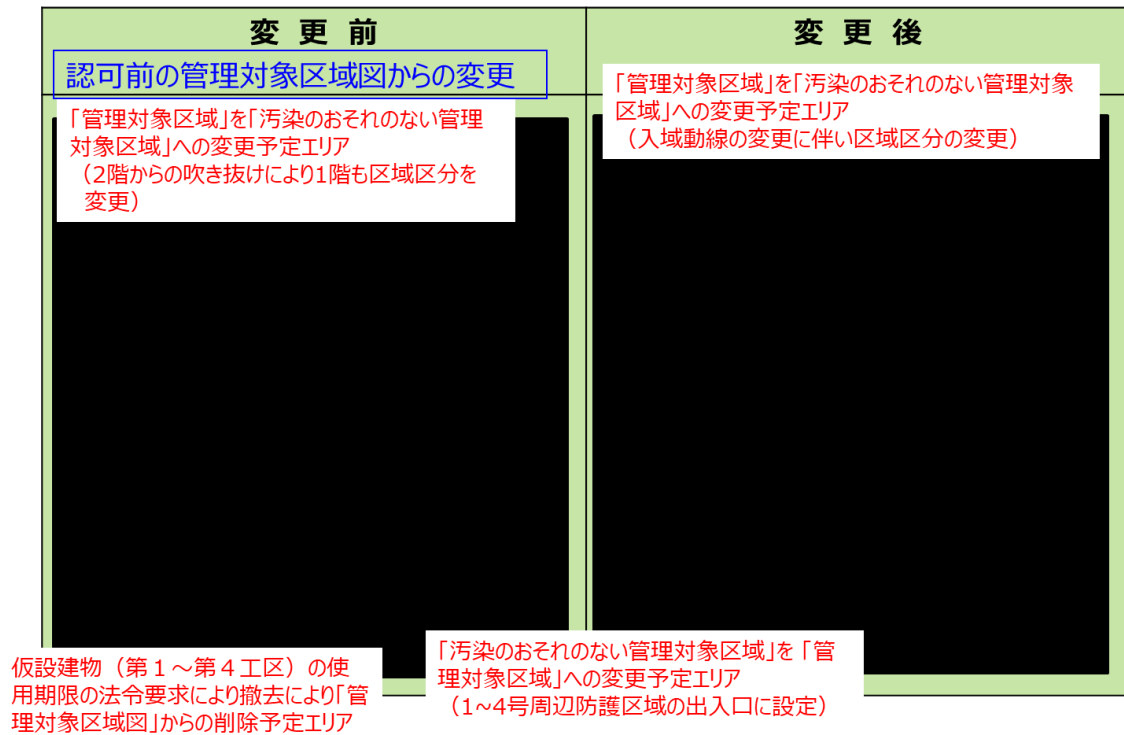 変更前
変更後
認可前の管理対象区域図からの変更
「管理対象区域」を「汚染のおそれのない管理
対象区域」への変更予定エリア
（2階からの吹き抜けにより1階も区域区分を
変更）
「管理対象区域」を「汚染のおそれのない管理対象
区域」への変更予定エリア
（入域動線の変更に伴い区域区分の変更）
仮設建物（第１～第４工区）の使
用期限の法令要求により撤去により「管
理対象区域図」からの削除予定エリア
「汚染のおそれのない管理対象区域」を「管
理対象区域」への変更予定エリア
（1~4号周辺防護区域の出入口に設定）